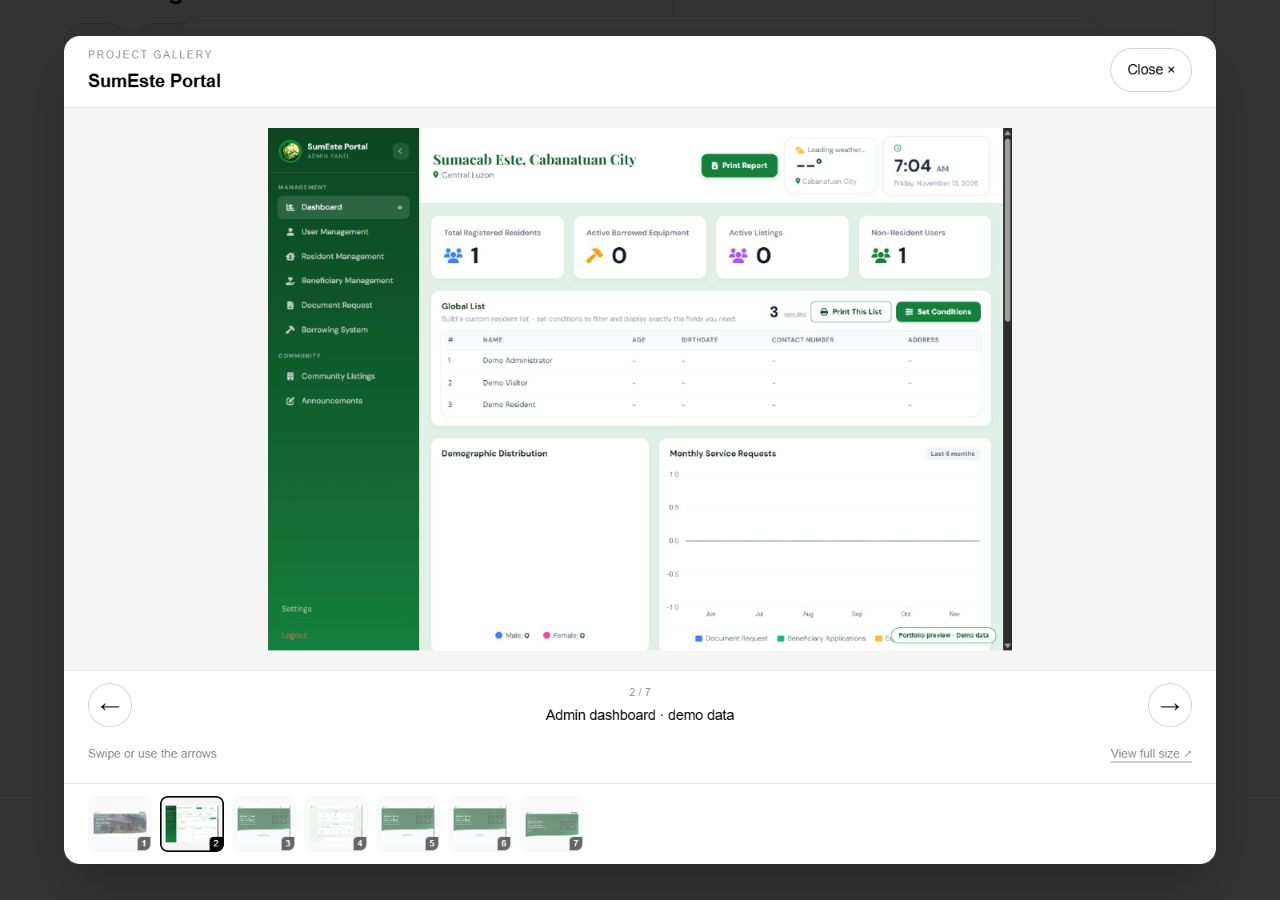 PROJECT GALLERY
SumEste Portal
Close ×
SumEste Portal
ADMIN PANEL
MANAGEMENT
Dashboard
User Management
Resident Management
Beneficiary Management
Document Request
Borrowing System
COMMUNITY
Community Listings
Announcements
Settings
Logout
Sumacab Este, Cabanatuan City
Central Luzon
Print Report
Loading weather...
--°
Cabanatuan City
7:04 AM
Friday, November 13, 2026
Total Registered Residents
1
Active Borrowed Equipment
0
Active Listings
0
Non-Resident Users
1
Global List
Build a custom resident list - set conditions to filter and display exactly the fields you need.
3 results
Print This List
Set Conditions
# NAME AGE BIRTHDATE CONTACT NUMBER ADDRESS
1 Demo Administrator - - - -
2 Demo Visitor - - - -
3 Demo Resident - - - -
Demographic Distribution
Male: 0 Female: 0
Monthly Service Requests
Last 6 months
1.0
0.5
0.0
-0.5
-1.0
Jun Jul Aug Sep Oct Nov
Document Request Beneficiary Applications
Portfolio preview · Demo data
←
2 / 7
Admin dashboard · demo data
→
Swipe or use the arrows
View full size ↗
1 2 3 4 5 6 7